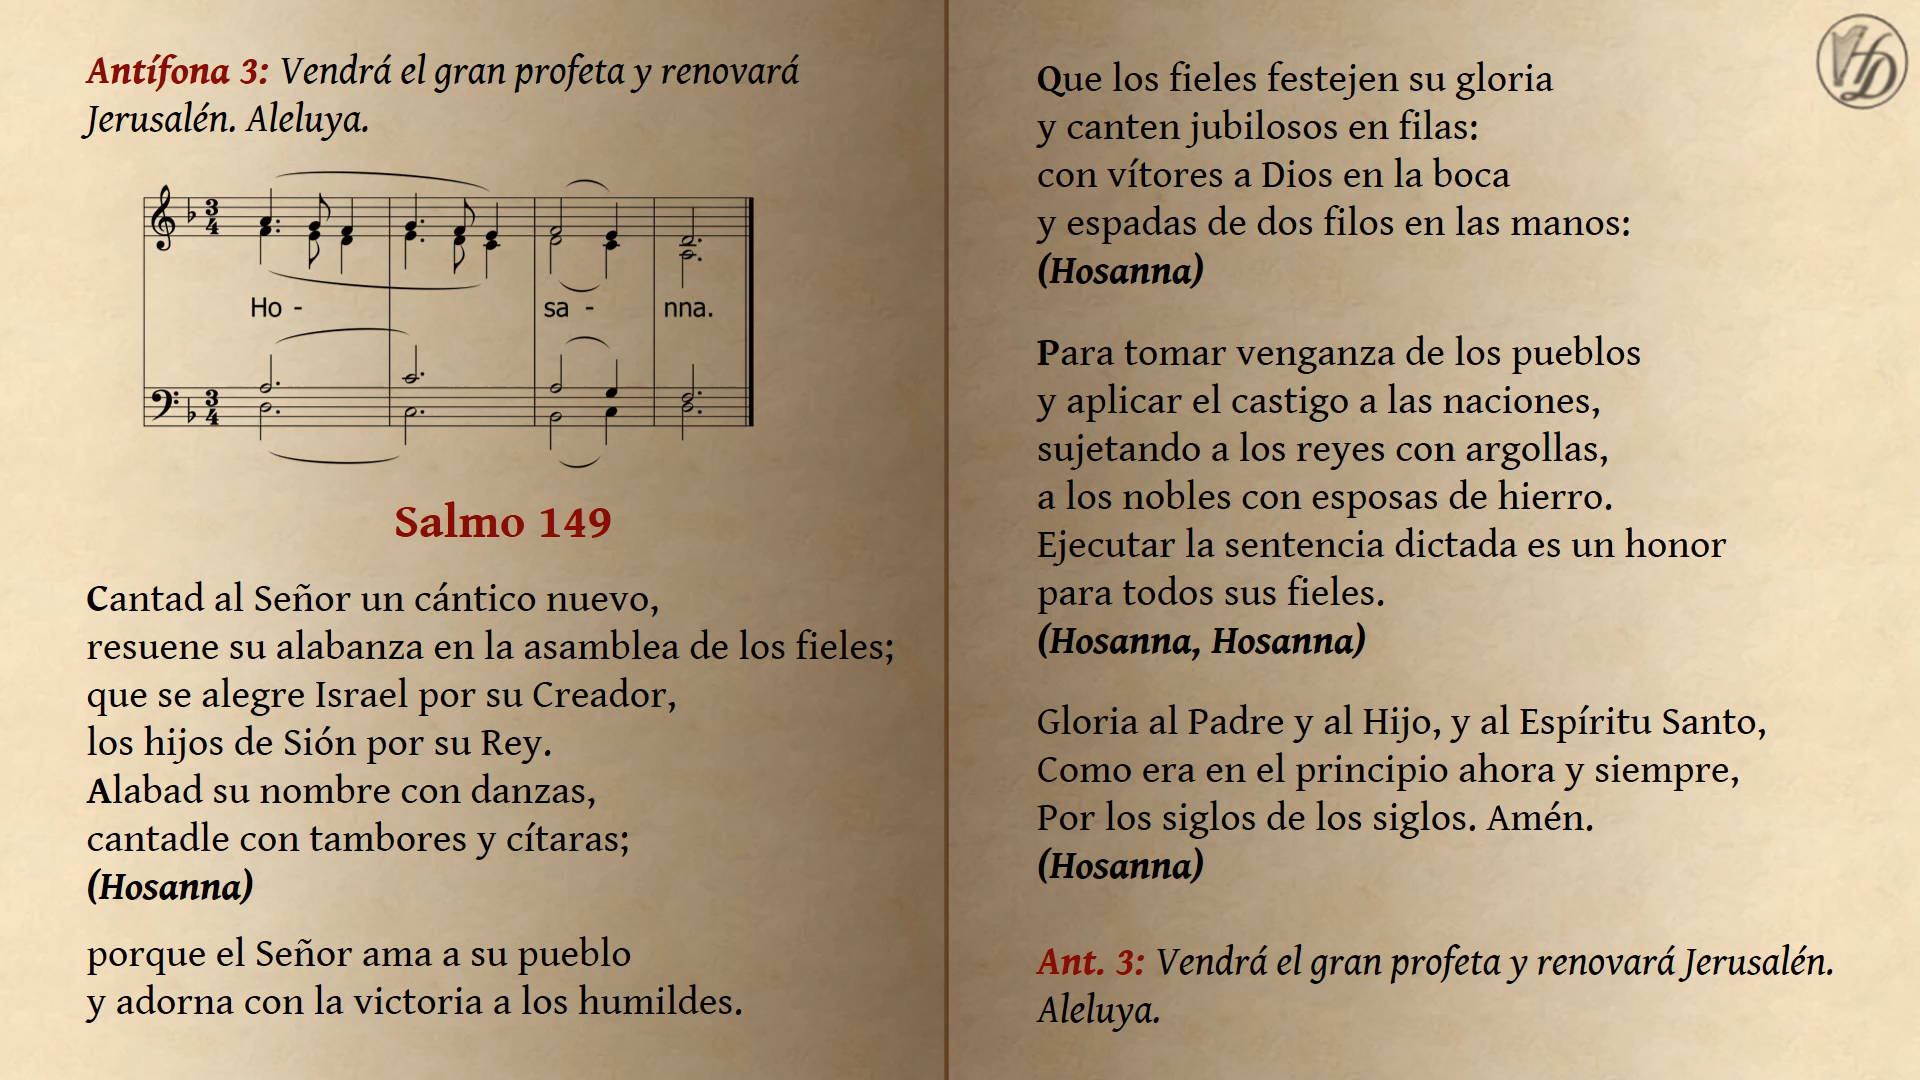 Antífona 3: Vendrá el gran profeta y renovará
Jerusalén. Aleluya.
3
4
Ho - sa - nna.
3
4
Salmo 149
Cantad al Señor un cántico nuevo,
resuene su alabanza en la asamblea de los fieles;
que se alegre Israel por su Creador,
los hijos de Sión por su Rey.
Alabad su nombre con danzas,
cantadle con tambores y cítaras;
(Hosanna)
porque el Señor ama a su pueblo
y adorna con la victoria a los humildes.
HD
Que los fieles festejen su gloria
y canten jubilosos en filas:
con vítores a Dios en la boca
y espadas de dos filos en las manos:
(Hosanna)
Para tomar venganza de los pueblos
y aplicar el castigo a las naciones,
sujetando a los reyes con argollas,
a los nobles con esposas de hierro.
Ejecutar la sentencia dictada es un honor
para todos sus fieles.
(Hosanna, Hosanna)
Gloria al Padre y al Hijo, y al Espíritu Santo,
Como era en el principio ahora y siempre,
Por los siglos de los siglos. Amén.
(Hosanna)
Ant. 3: Vendrá el gran profeta y renovará Jerusalén.
Aleluya.